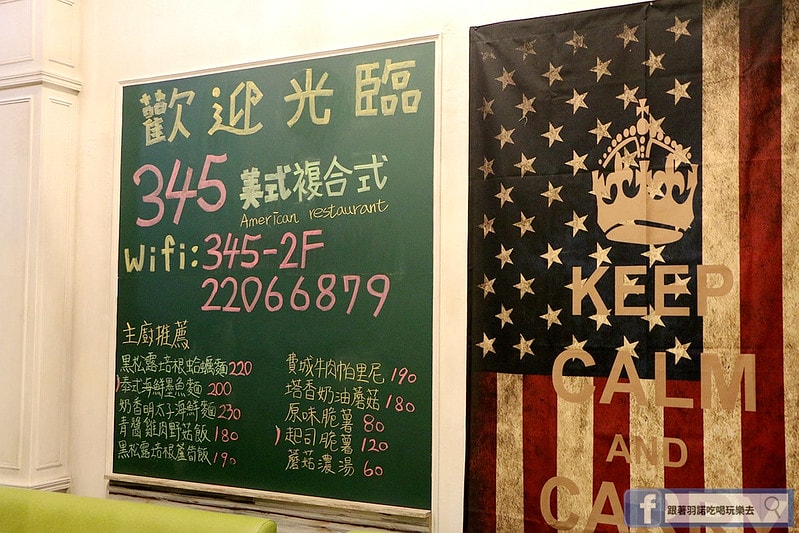 歡迎光臨
345 美式複合式
American restaurant
Wifi: 345-2F
22066879
主廚推薦
黑松露培根蛤蠣麵 220
泰式海鮮墨魚麵 200
奶香明太子海鮮麵 230
青醬雞肉野菇飯 180
黑松露培根蘆筍飯 190
費城牛肉帕里尼 190
塔香奶油蘑菇 180
原味脆薯 80
起司脆薯 120
蘑菇濃湯 60
KEEP
CALM
AND
CARRY
跟著羽諾吃喝玩樂去